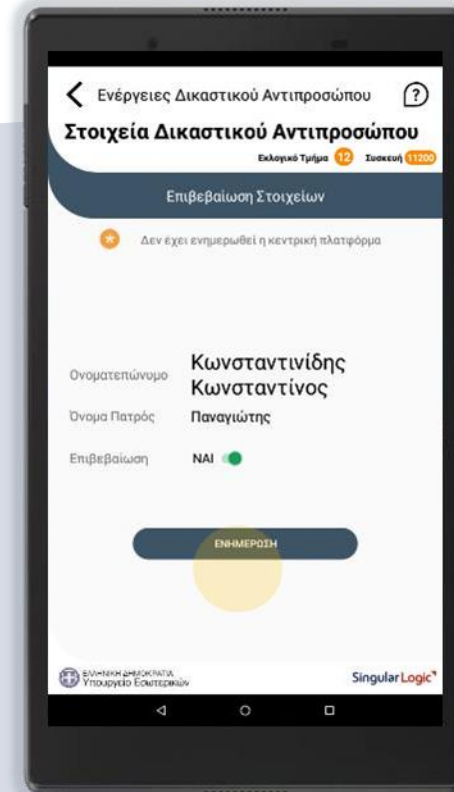 Ενέργειες Δικαστικού Αντιπροσώπου ?
Στοιχεία Δικαστικού Αντιπροσώπου
Εκλογικό Τμήμα 12 Συσκευή 11200
Επιβεβαίωση Στοιχείων
* Δεν έχει ενημερωθεί η κεντρική πλατφόρμα
Ονοματεπώνυμο Κωνσταντινίδης
Κωνσταντίνος
Όνομα Πατρός Παναγιώτης
Επιβεβαίωση ΝΑΙ
ΕΝΗΜΕΡΩΣΗ
ΕΛΛΗΝΙΚΗ ΔΗΜΟΚΡΑΤΙΑ
Υπουργείο Εσωτερικών
SingularLogic